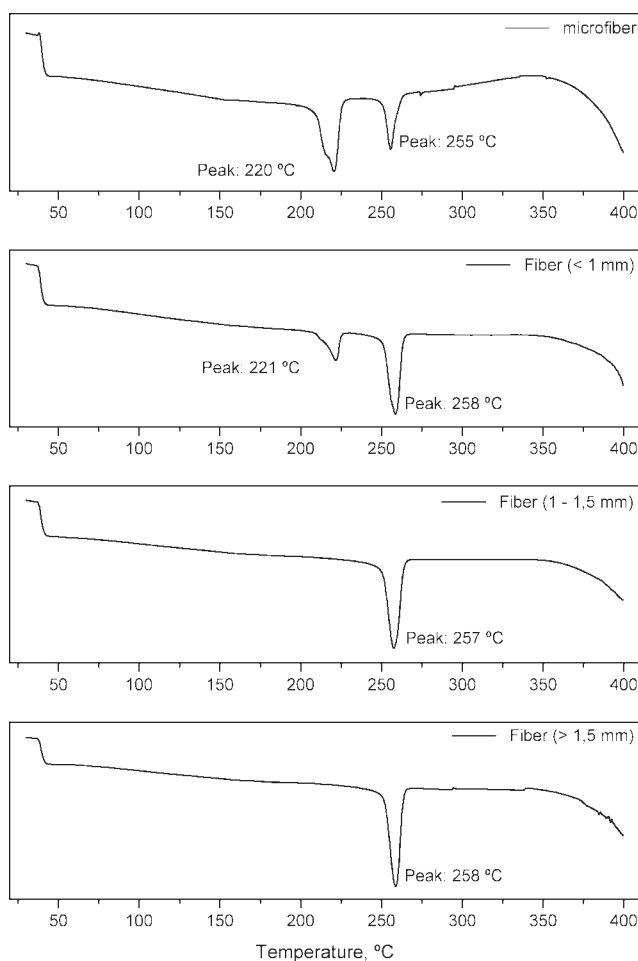 microfiber
Peak: 220 ºC
Peak: 255 ºC
50 100 150 200 250 300 350 400
Fiber (< 1 mm)
Peak: 221 ºC
Peak: 258 ºC
50 100 150 200 250 300 350 400
Fiber (1 - 1,5 mm)
Peak: 257 ºC
50 100 150 200 250 300 350 400
Fiber (> 1,5 mm)
Peak: 258 ºC
50 100 150 200 250 300 350 400
Temperature, ºC